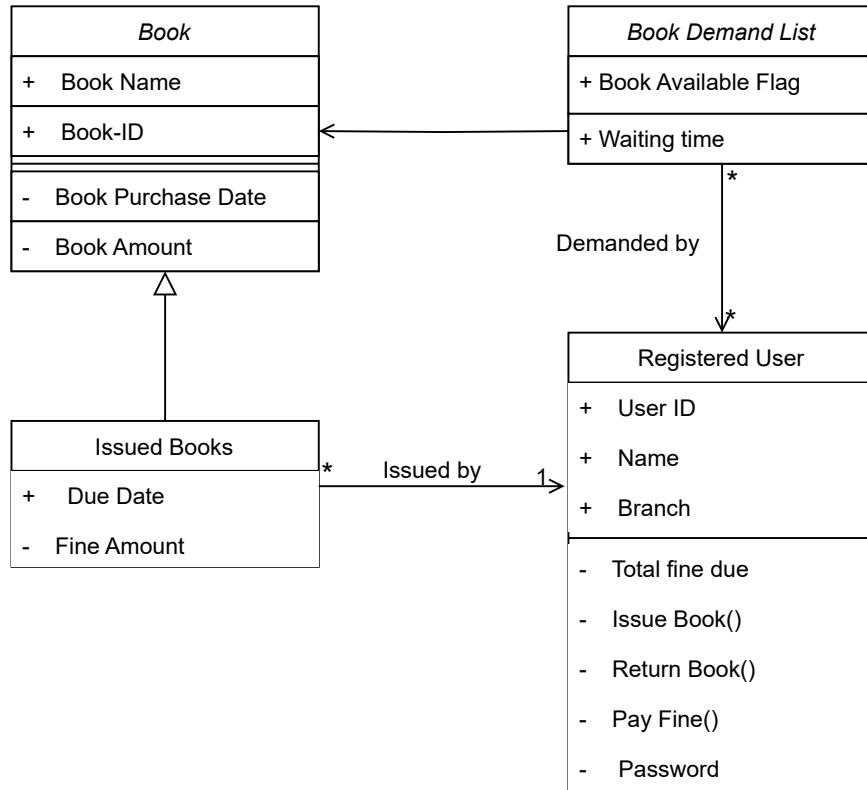 Book
+ Book Name
+ Book-ID
- Book Purchase Date
- Book Amount
Book Demand List
+ Book Available Flag
+ Waiting time
*
Demanded by
*
Issued Books
+ Due Date
- Fine Amount
*
Issued by
1
Registered User
+ User ID
+ Name
+ Branch
- Total fine due
- Issue Book()
- Return Book()
- Pay Fine()
- Password